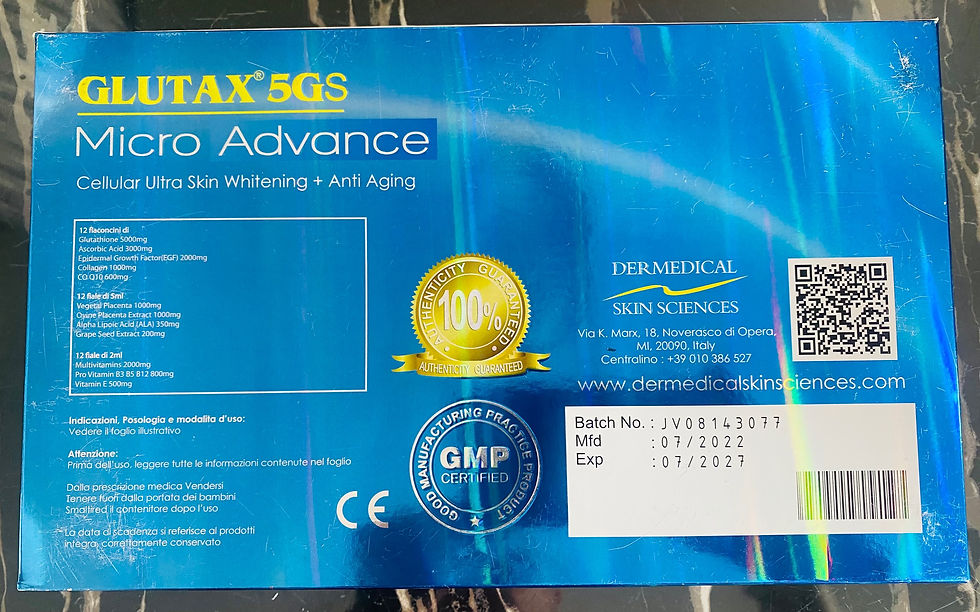 GLUTAX® 5GS
Micro Advance
Cellular Ultra Skin Whitening + Anti Aging
12 flaconcini di
Glutathione 5000mg
Ascorbic Acid 3000mg
Epidermal Growth Factor(EGF) 2000mg
Collagen 1000mg
CO Q10 600mg
12 fiale di 5ml
Vegetal Placenta 1000mg
Ovine Placenta Extract 1000mg
Alpha Lipoic Acid (ALA) 350mg
Grape Seed Extract 200mg
12 fiale di 2ml
Multivitamins 2000mg
Pro Vitamin B3 B5 B12 800mg
Vitamin E 500mg
Indicazioni, Posologia e modalita d'uso:
Vedere il foglio illustrativo
Attenzione:
Prima dell'uso, leggere tutte le informazioni contenute nel foglio
Dalla prescrizione medica Vendersi
Tenere fuori dalla portata dei bambini
Smaltired il contenitore dopo l'uso
La data di scadenza si referisce al prodotti
integra, correttamente conservato
AUTHENTICITY GUARANTEED
100%
AUTHENTICITY GUARANTEED
GOOD MANUFACTURING PRACTICE PRODUCT
GMP
CERTIFIED
CE
DERMEDICAL
SKIN SCIENCES
Via K. Marx, 18, Noverasco di Opera,
MI, 20090, Italy
Centralino : +39 010 386 527
www.dermedicalskinsciences.com
Batch No. : JV08143077
Mfd : 07/2022
Exp : 07/2027